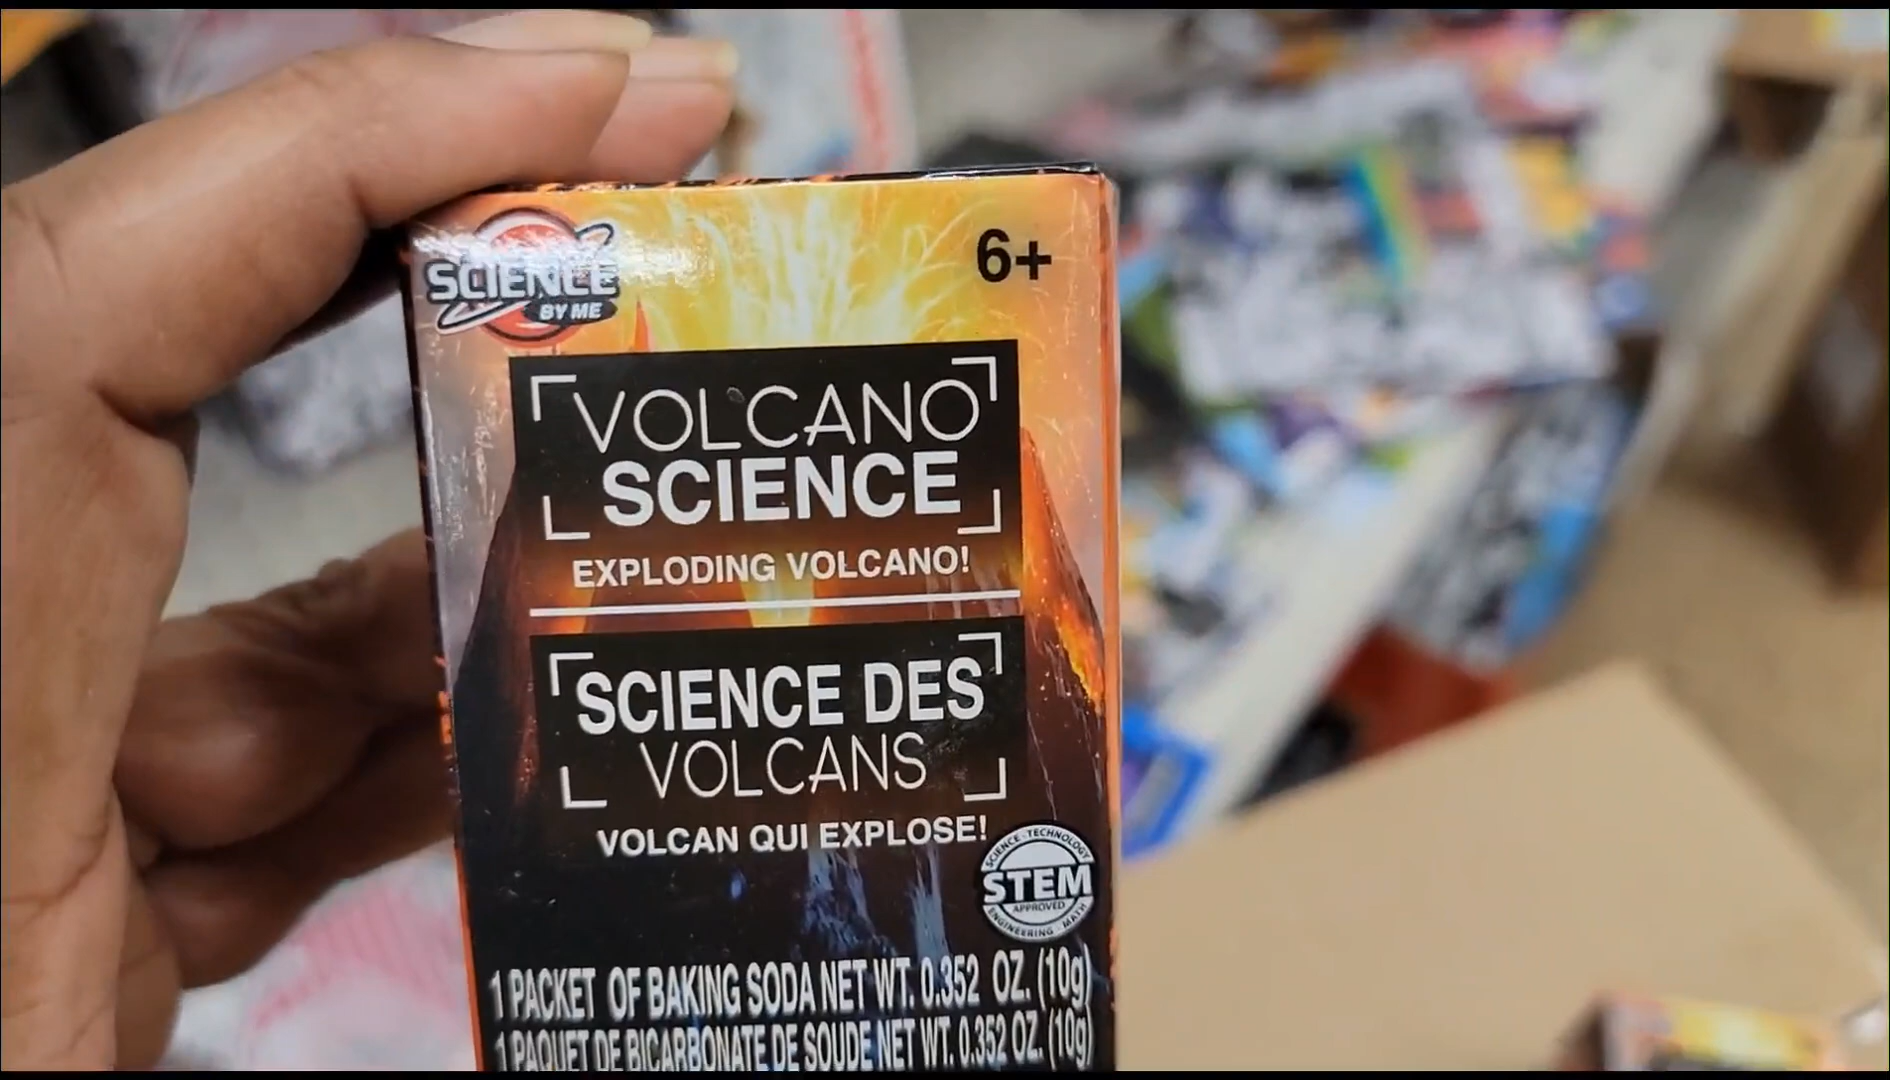 SCIENCE
BY ME
6+
VOLCANO
SCIENCE
EXPLODING VOLCANO!
SCIENCE DES
VOLCANS
VOLCAN QUI EXPLOSE!
SCIENCE · TECHNOLOGY
STEM
APPROVED
ENGINEERING · MATH
1 PACKET OF BAKING SODA NET WT. 0.352 OZ. (10g)
1 PAQUET DE BICARBONATE DE SOUDE NET WT. 0.352 OZ. (10g)